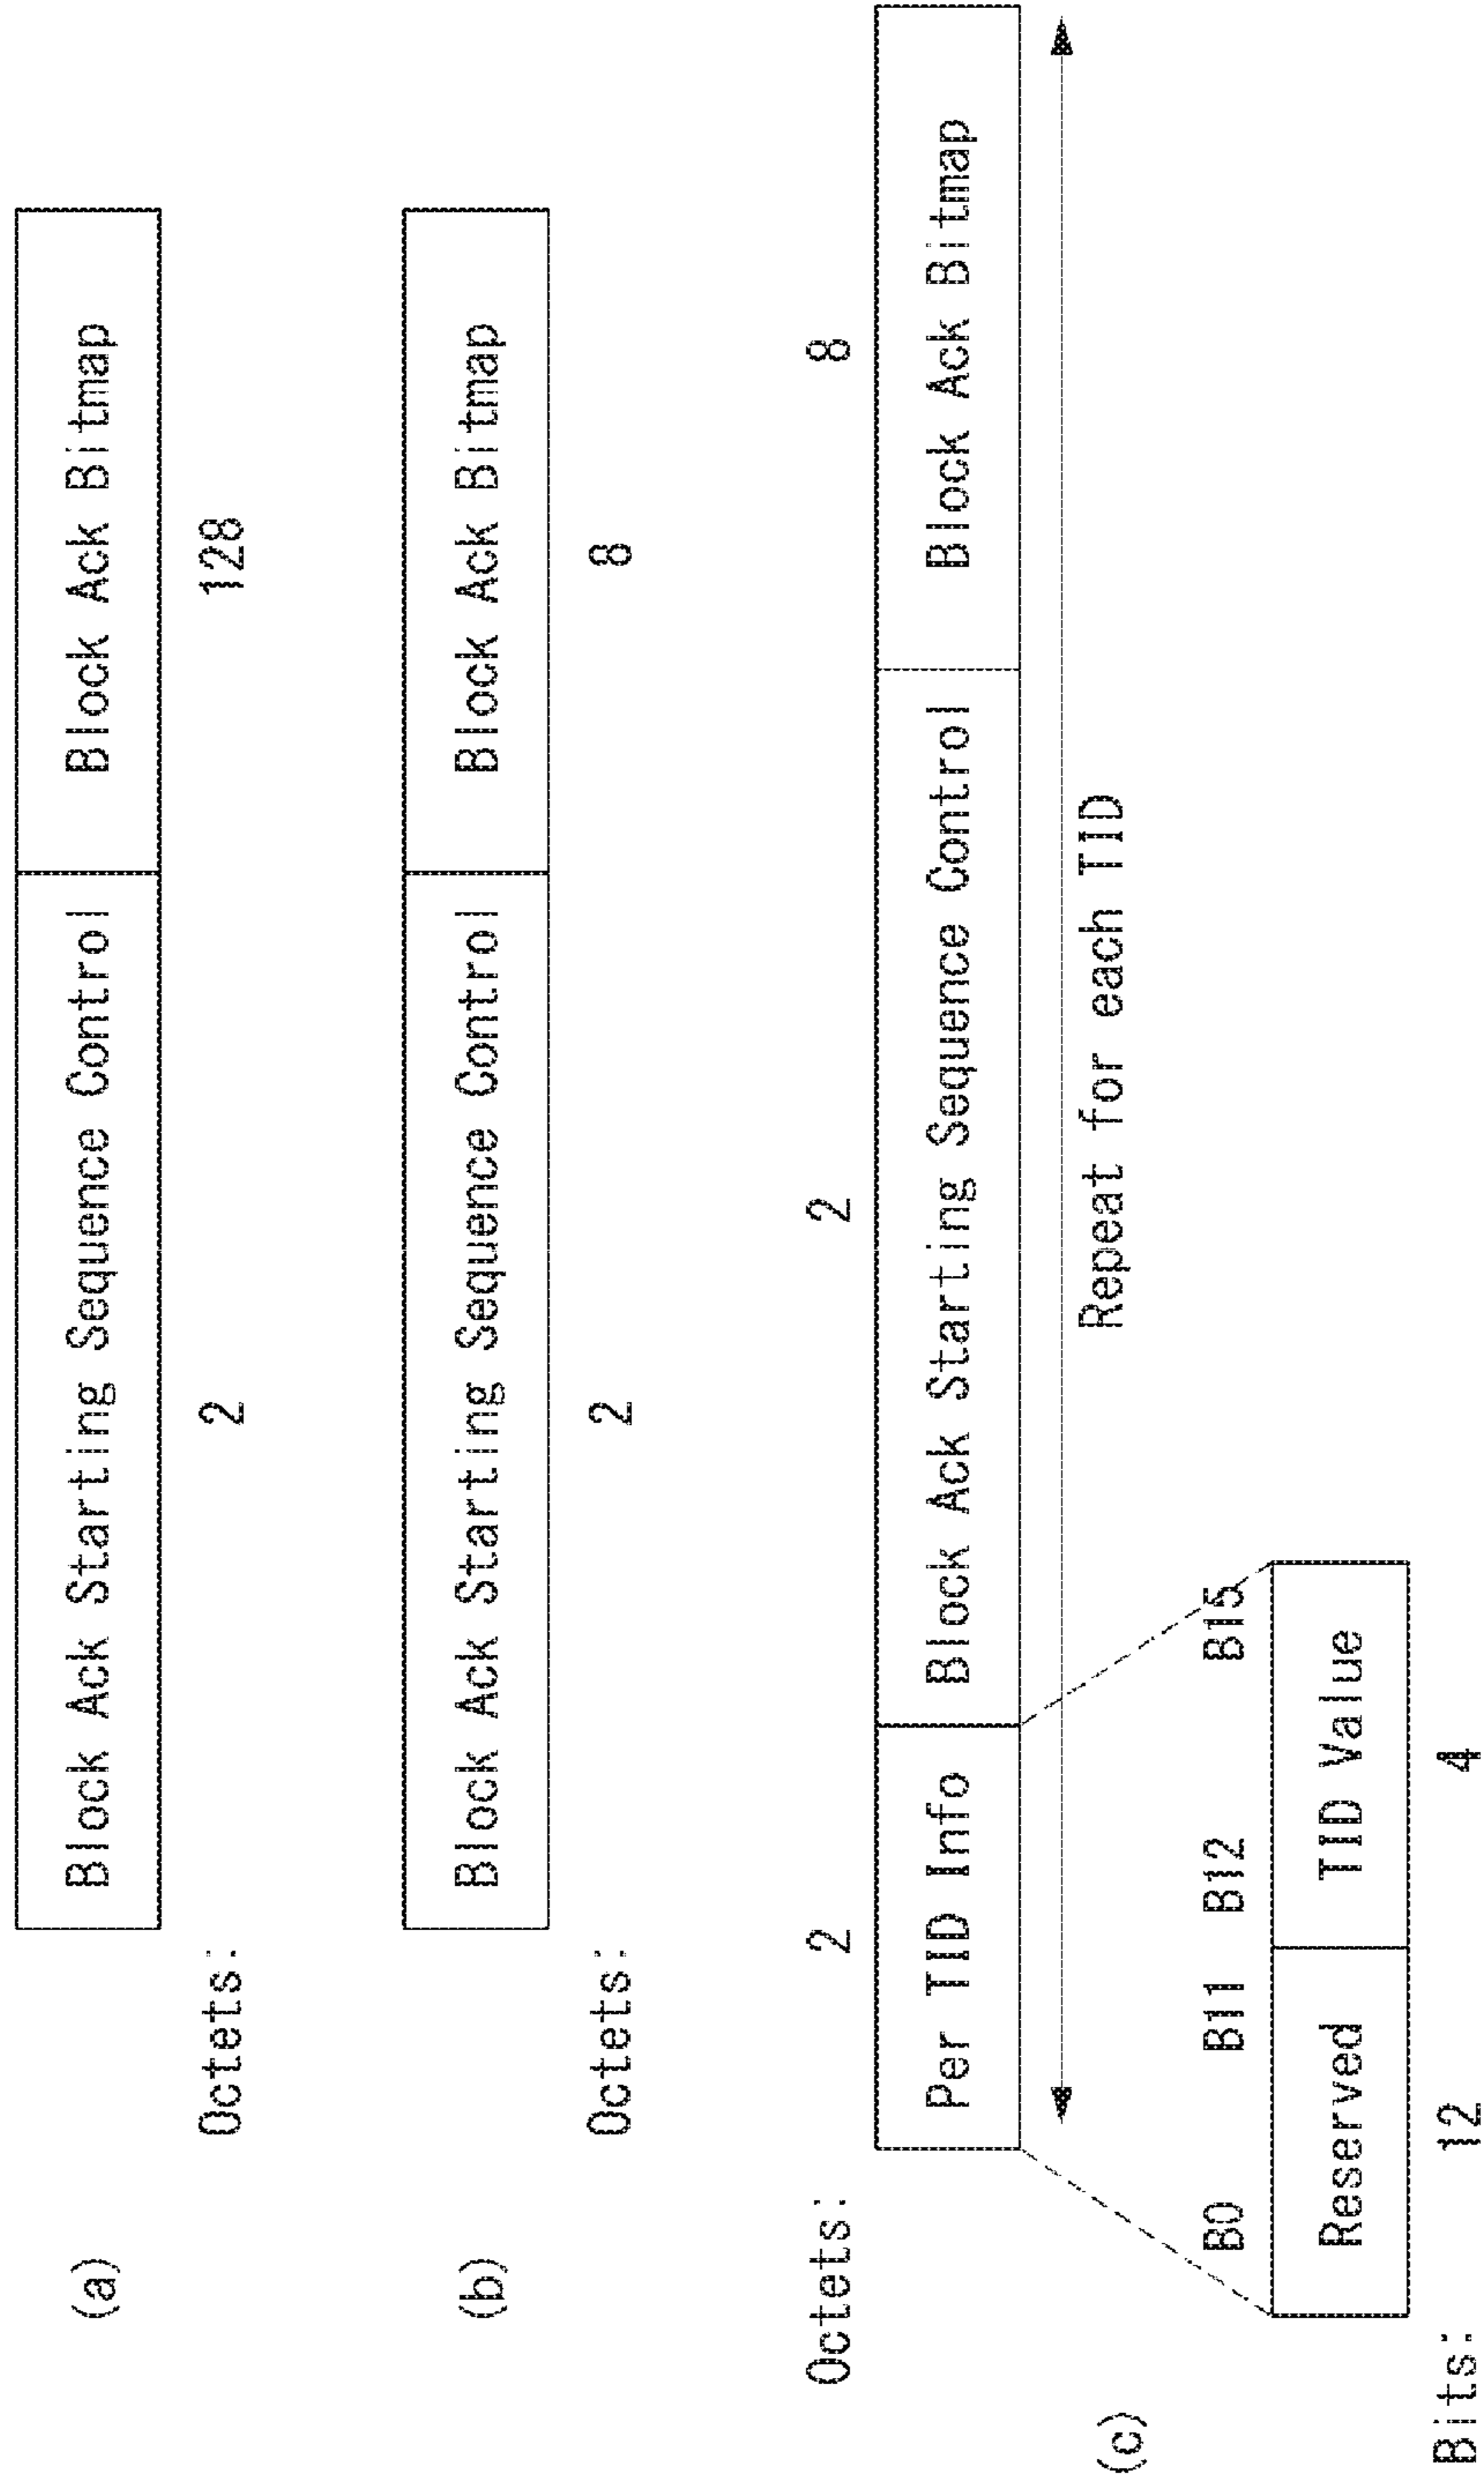 (a)
Block Ack Starting Sequence Control Block Ack Bitmap
Octets: 2 128
(b)
Block Ack Starting Sequence Control Block Ack Bitmap
Octets: 2 8
Octets: 2 2 8
Per TID Info Block Ack Starting Sequence Control Block Ack Bitmap
(c)
Repeat for each TID
B0 B11 B12 B15
Reserved TID Value
Bits: 12 4